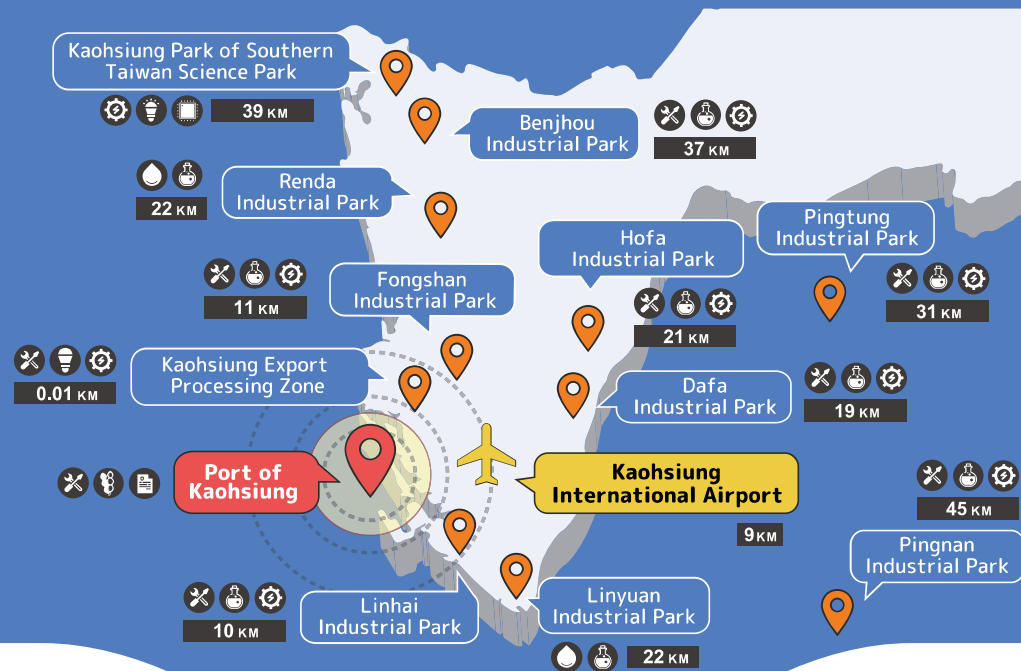 Kaohsiung Park of Southern
Taiwan Science Park
39 KM
Benjhou
Industrial Park
37 KM
Renda
Industrial Park
22 KM
Pingtung
Industrial Park
31 KM
Hofa
Industrial Park
21 KM
Fongshan
Industrial Park
11 KM
Kaohsiung Export
Processing Zone
0.01 KM
Dafa
Industrial Park
19 KM
Port of
Kaohsiung
Kaohsiung
International Airport
9 KM
45 KM
Pingnan
Industrial Park
Linhai
Industrial Park
10 KM
Linyuan
Industrial Park
22 KM